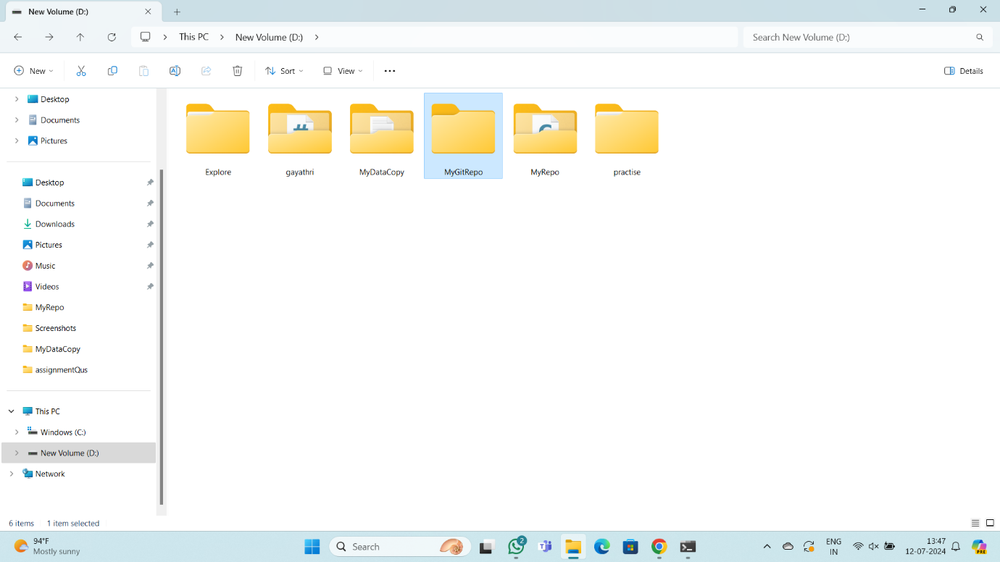 New Volume (D:)
This PC
New Volume (D:)
Search New Volume (D:)
New
Sort
View
Details
Desktop
Documents
Pictures
Desktop
Documents
Downloads
Pictures
Music
Videos
MyRepo
Screenshots
MyDataCopy
assignmentQus
This PC
Windows (C:)
New Volume (D:)
Network
Explore
gayathri
MyDataCopy
MyGitRepo
MyRepo
practise
6 items
1 item selected
94°F
Mostly sunny
Search
2
ENG
IN
13:47
12-07-2024
PRE